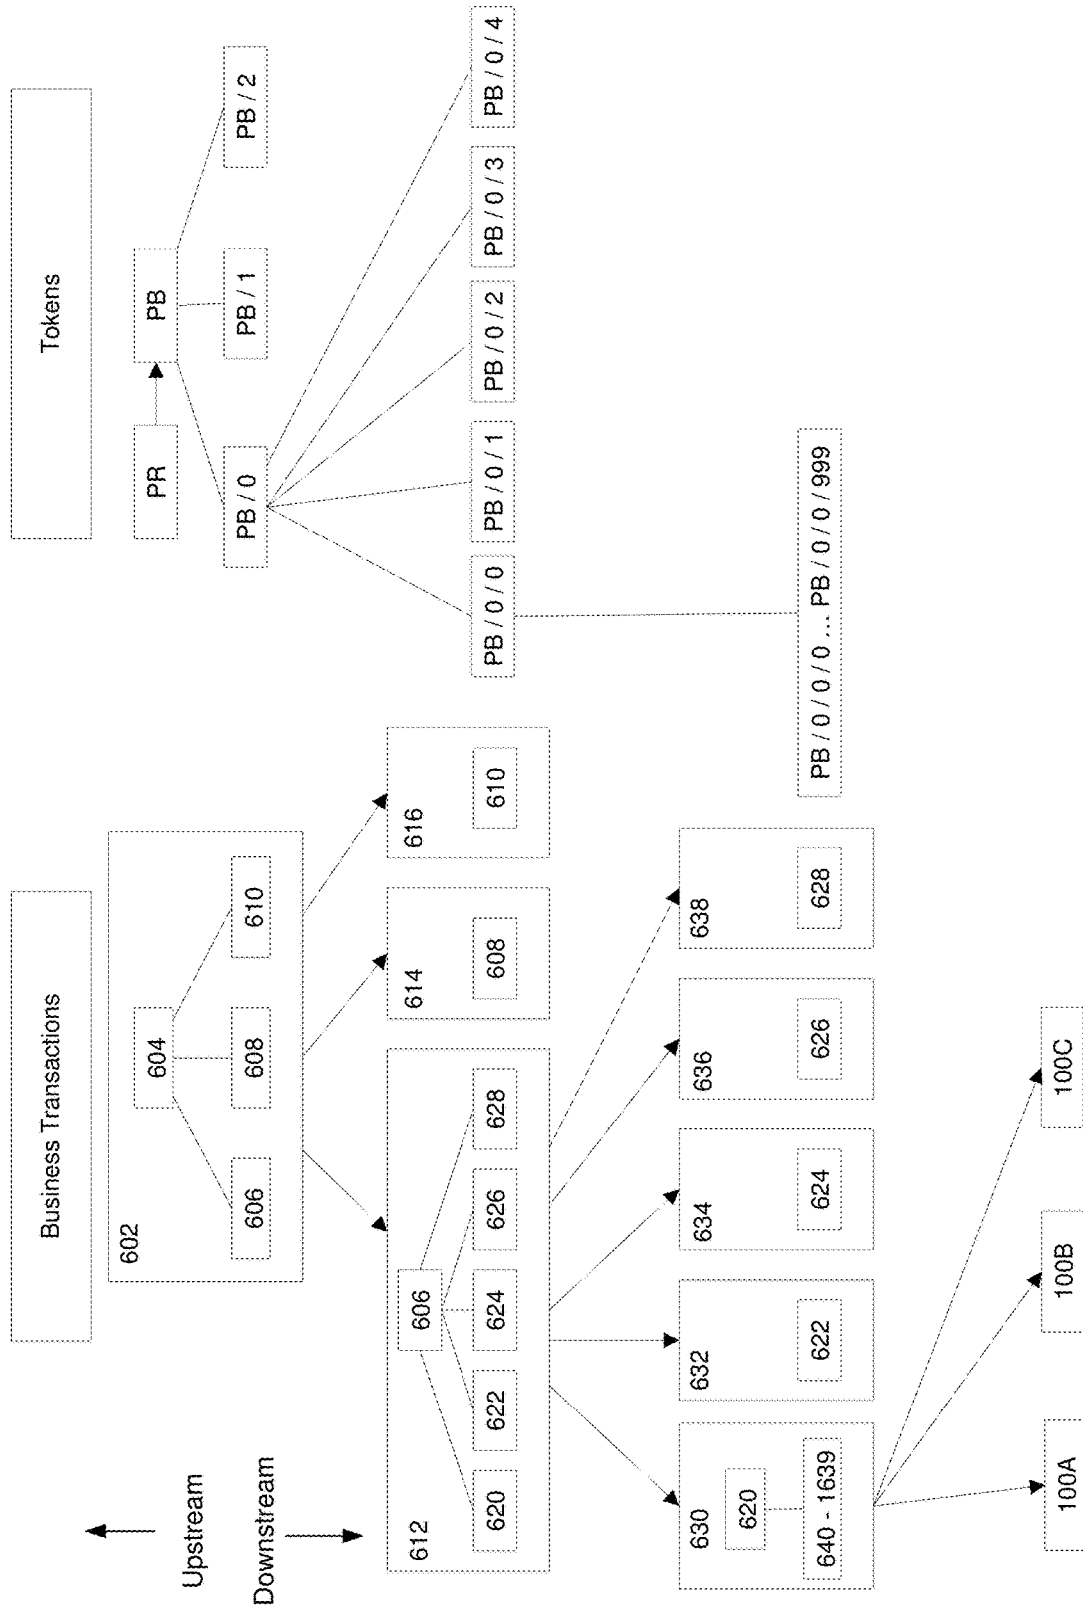 Business Transactions
Tokens
Upstream
Downstream
602
604
606
608
610
PR
PB
PB / 0
PB / 1
PB / 2
612
606
620
622
624
626
628
614
608
616
610
PB / 0 / 0
PB / 0 / 1
PB / 0 / 2
PB / 0 / 3
PB / 0 / 4
630
620
640 - 1639
632
622
634
624
636
626
638
628
PB / 0 / 0 / 0 ... PB / 0 / 0 / 999
100A
100B
100C